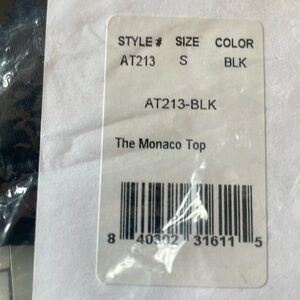 STYLE # SIZE COLOR
AT213 S BLK
AT213-BLK
The Monaco Top
8 40302 31611 5